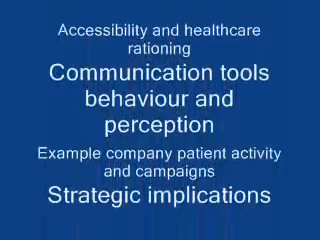 Accessibility and healthcare
rationing
Communication tools
behaviour and
perception
Example company patient activity
and campaigns
Strategic implications